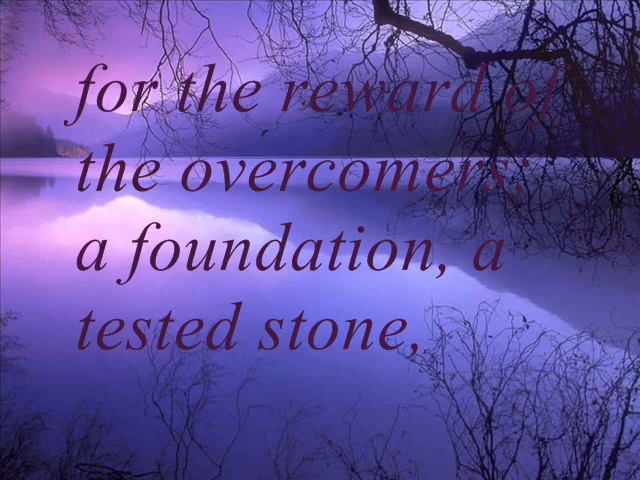 for the reward of
the overcomers;
a foundation, a
tested stone,